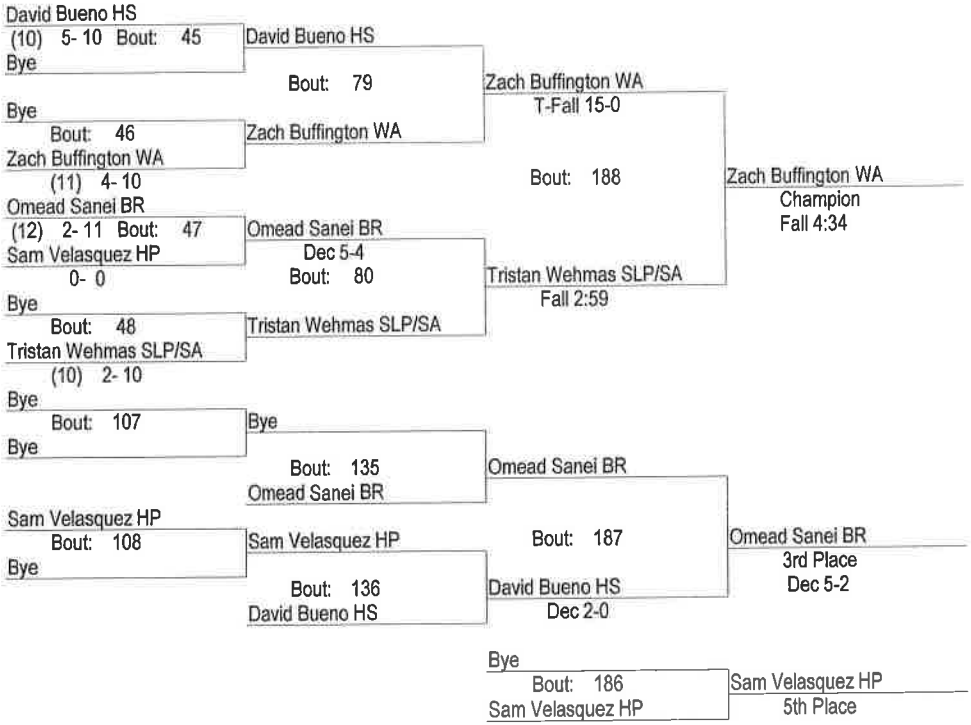 David Bueno HS
(10) 5- 10 Bout: 45
Bye
David Bueno HS
Bout: 79
Bye
Bout: 46
Zach Buffington WA
(11) 4- 10
Zach Buffington WA
Zach Buffington WA
T-Fall 15-0
Bout: 188
Zach Buffington WA
Champion
Fall 4:34
Omead Sanei BR
(12) 2- 11 Bout: 47
Sam Velasquez HP
0- 0
Omead Sanei BR
Dec 5-4
Bout: 80
Tristan Wehmas SLP/SA
Fall 2:59
Bye
Bout: 48
Tristan Wehmas SLP/SA
(10) 2- 10
Tristan Wehmas SLP/SA
Bye
Bout: 107
Bye
Bye
Bout: 135
Omead Sanei BR
Omead Sanei BR
Sam Velasquez HP
Bout: 108
Bye
Sam Velasquez HP
Bout: 136
David Bueno HS
Bout: 187
David Bueno HS
Dec 2-0
Omead Sanei BR
3rd Place
Dec 5-2
Bye
Bout: 186
Sam Velasquez HP
Sam Velasquez HP
5th Place